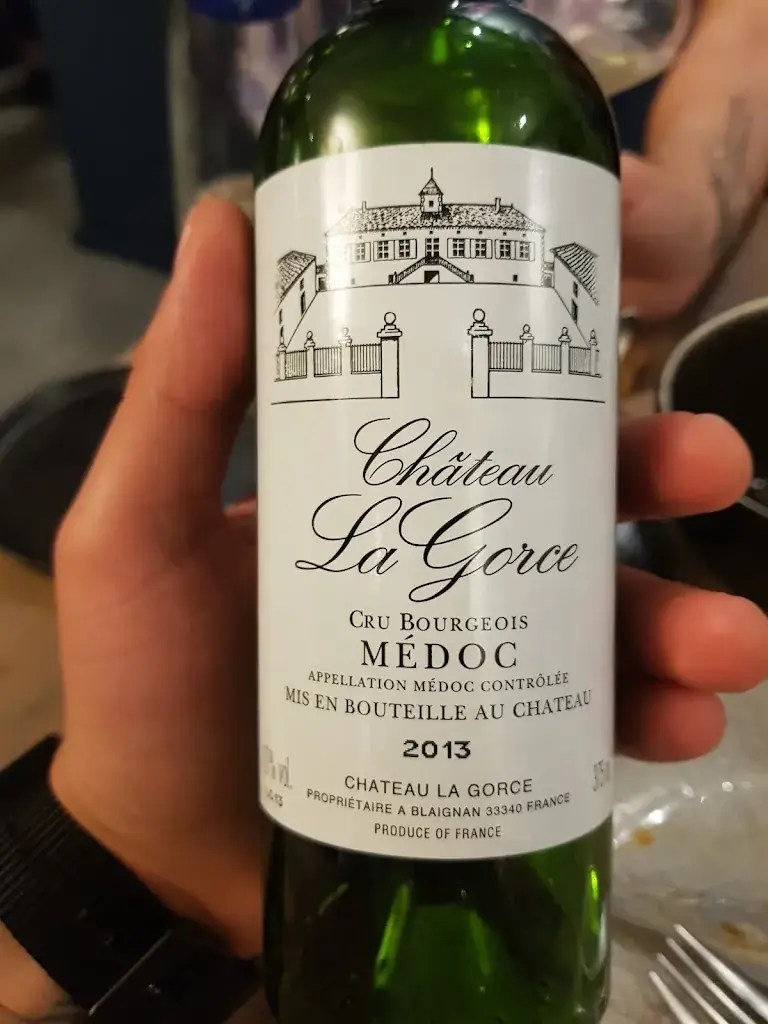 Château
La Gorce
CRU BOURGEOIS
MÉDOC
APPELLATION MÉDOC CONTRÔLÉE
MIS EN BOUTEILLE AU CHATEAU
2013
CHATEAU LA GORCE
PROPRIÉTAIRE A BLAIGNAN 33340 FRANCE
PRODUCE OF FRANCE